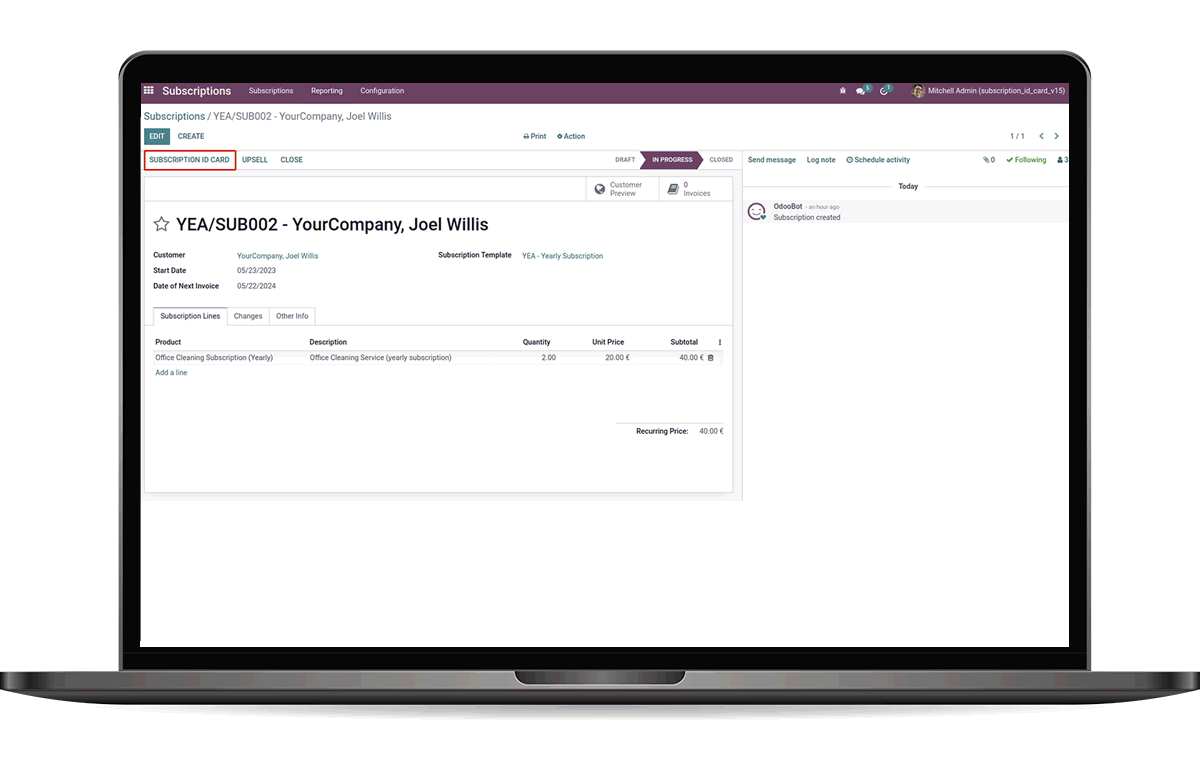 Subscriptions Subscriptions Reporting Configuration 5 1 Mitchell Admin (subscription_id_card_v15)
Subscriptions / YEA/SUB002 - YourCompany, Joel Willis
EDIT CREATE Print Action 1 / 1
SUBSCRIPTION ID CARD UPSELL CLOSE DRAFT IN PROGRESS CLOSED Send message Log note Schedule activity 0 Following 3
Customer
Preview
0
Invoices
Today
OdooBot - an hour ago
Subscription created
YEA/SUB002 - YourCompany, Joel Willis
Customer YourCompany, Joel Willis Subscription Template YEA - Yearly Subscription
Start Date 05/23/2023
Date of Next Invoice 05/22/2024
Subscription Lines Changes Other Info
Product Description Quantity Unit Price Subtotal
Office Cleaning Subscription (Yearly) Office Cleaning Service (yearly subscription) 2.00 20.00 € 40.00 €
Add a line
Recurring Price: 40.00 €